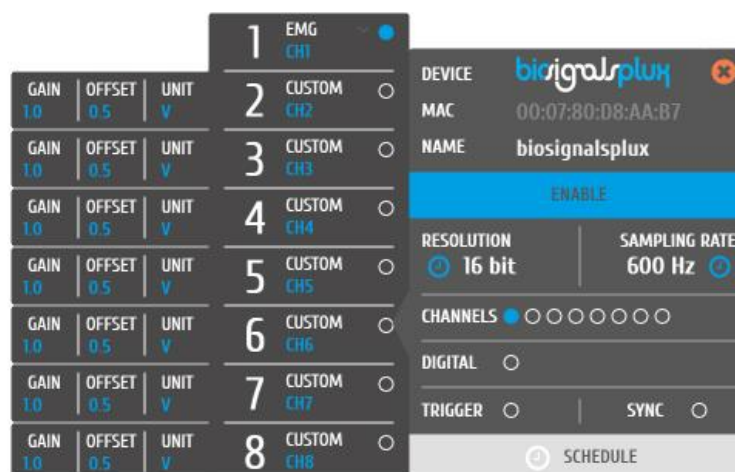 1 EMG
CH1
GAIN OFFSET UNIT
1.0 0.5 V
2 CUSTOM
CH2
GAIN OFFSET UNIT
1.0 0.5 V
3 CUSTOM
CH3
GAIN OFFSET UNIT
1.0 0.5 V
4 CUSTOM
CH4
GAIN OFFSET UNIT
1.0 0.5 V
5 CUSTOM
CH5
GAIN OFFSET UNIT
1.0 0.5 V
6 CUSTOM
CH6
GAIN OFFSET UNIT
1.0 0.5 V
7 CUSTOM
CH7
GAIN OFFSET UNIT
1.0 0.5 V
8 CUSTOM
CH8
DEVICE biosignalsplux
MAC 00:07:80:D8:AA:B7
NAME biosignalsplux
ENABLE
RESOLUTION SAMPLING RATE
16 bit 600 Hz
CHANNELS
DIGITAL
TRIGGER SYNC
SCHEDULE